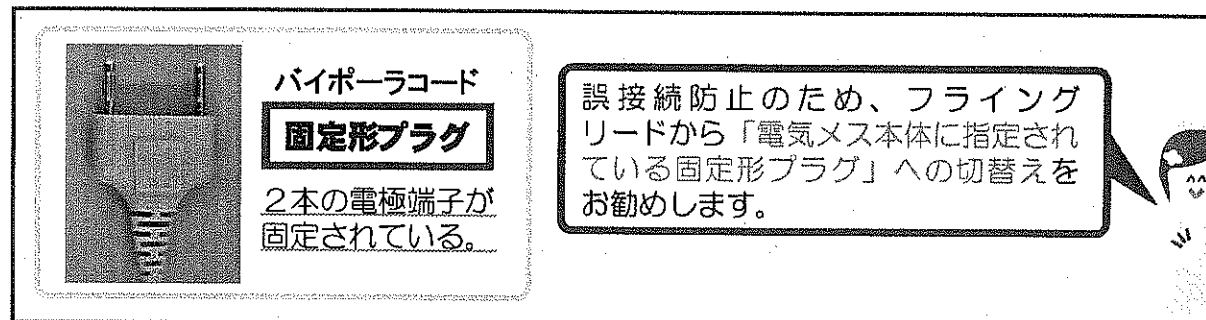 バイポーラコード
固定形プラグ
2本の電極端子が
固定されている。
誤接続防止のため、フライング
リードから「電気メス本体に指定され
ている固定形プラグ」への切替えを
お勧めします。